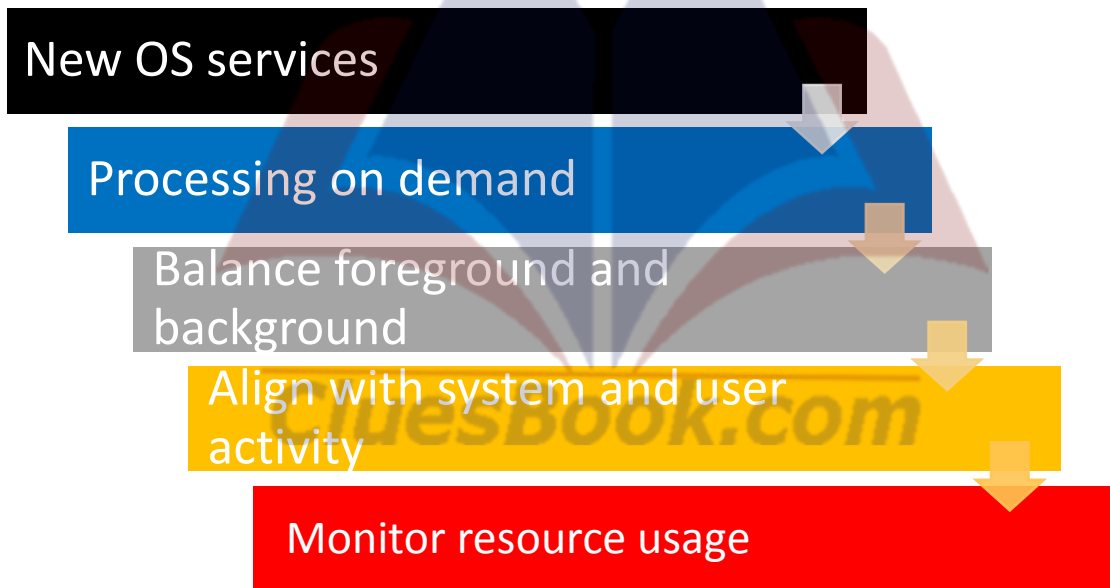 New OS services
Processing on demand
Balance foreground and
background
Align with system and user
activity
CluesBook.com
Monitor resource usage